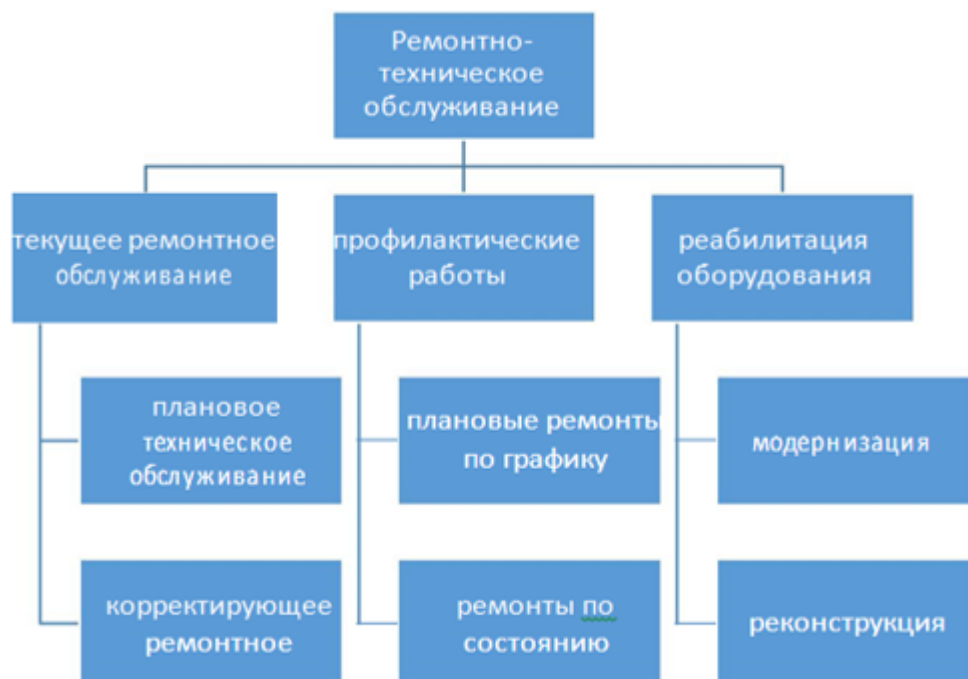 Ремонтно-
техническое
обслуживание
текущее ремонтное
обслуживание
профилактические
работы
реабилитация
оборудования
плановое
техническое
обслуживание
плановые ремонты
по графику
модернизация
корректирующее
ремонтное
ремонты по
состоянию
реконструкция